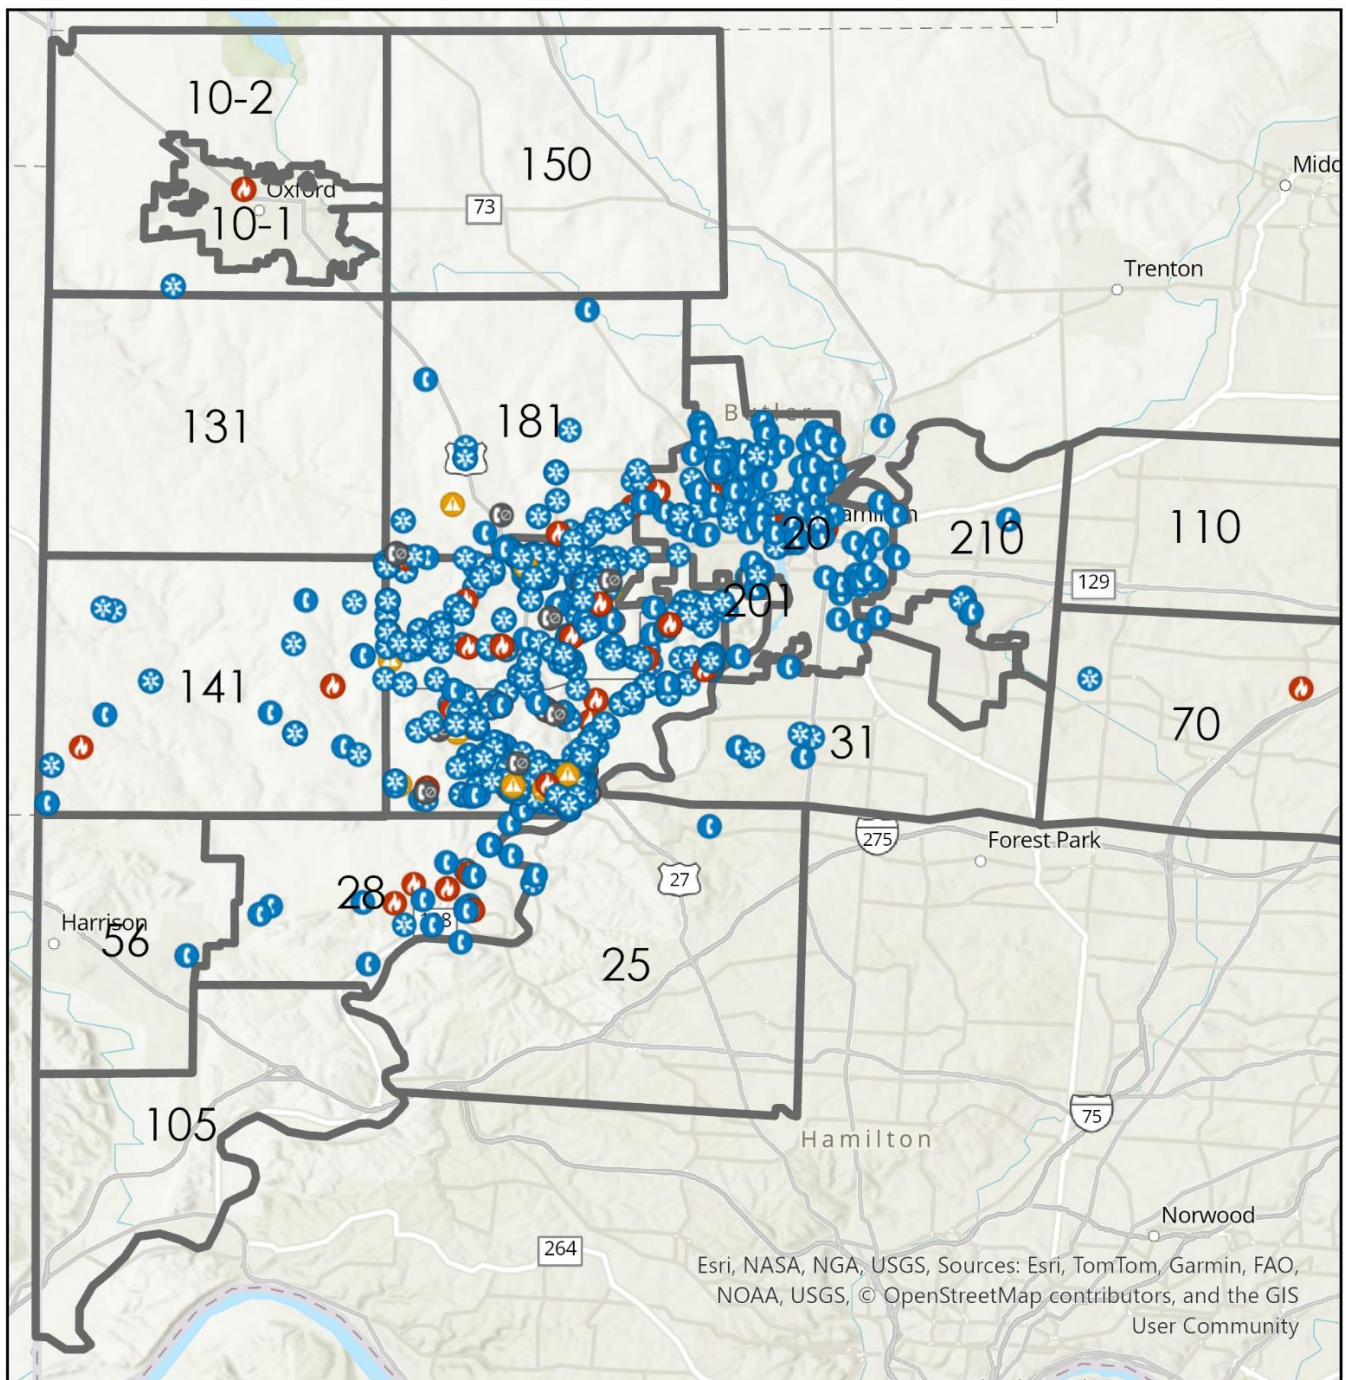 10-2
150
Midd
Oxford
10-1
73
Trenton
131
181
Butler
20
210
110
129
201
141
31
70
275
Forest Park
27
28
Harrison
56
25
105
75
Hamilton
Norwood
264
Esri, NASA, NGA, USGS, Sources: Esri, TomTom, Garmin, FAO,
NOAA, USGS, © OpenStreetMap contributors, and the GIS
User Community